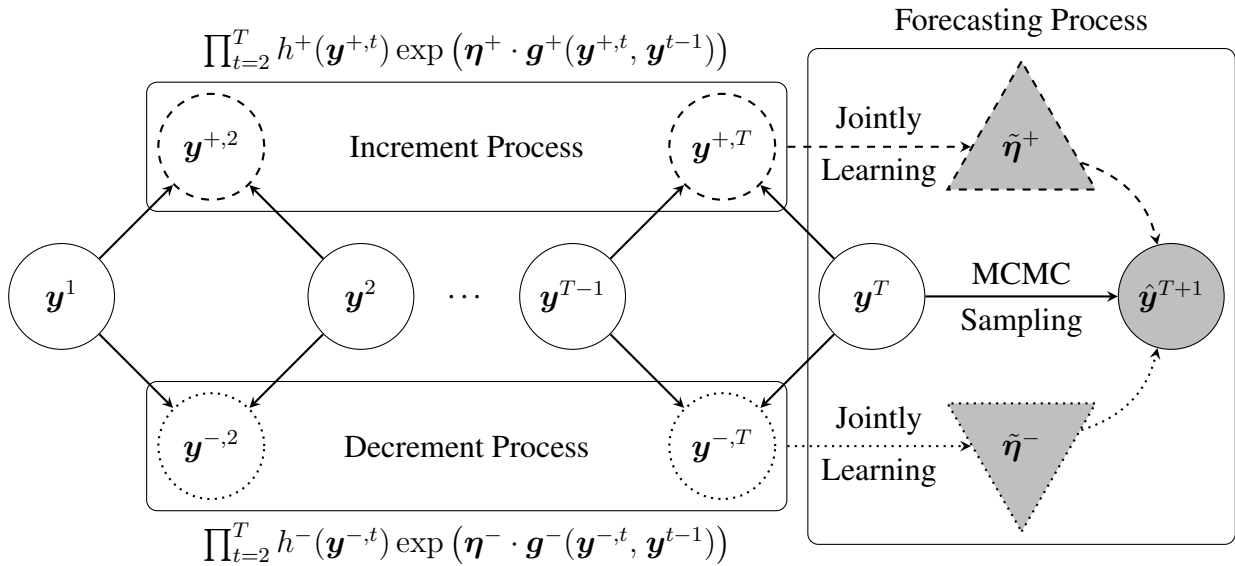 Forecasting Process
∏_{t=2}^{T} h⁺(𝒚^{+,t}) exp (𝜼⁺ · 𝒈⁺(𝒚^{+,t}, 𝒚^{t−1}))
𝒚^{+,2} Increment Process 𝒚^{+,T}
Jointly
Learning
𝜼̃⁺
𝒚^1 𝒚^2 ⋯ 𝒚^{T−1} 𝒚^T
MCMC
Sampling
𝒚̂^{T+1}
𝒚^{−,2} Decrement Process 𝒚^{−,T}
Jointly
Learning
𝜼̃⁻
∏_{t=2}^{T} h⁻(𝒚^{−,t}) exp (𝜼⁻ · 𝒈⁻(𝒚^{−,t}, 𝒚^{t−1}))